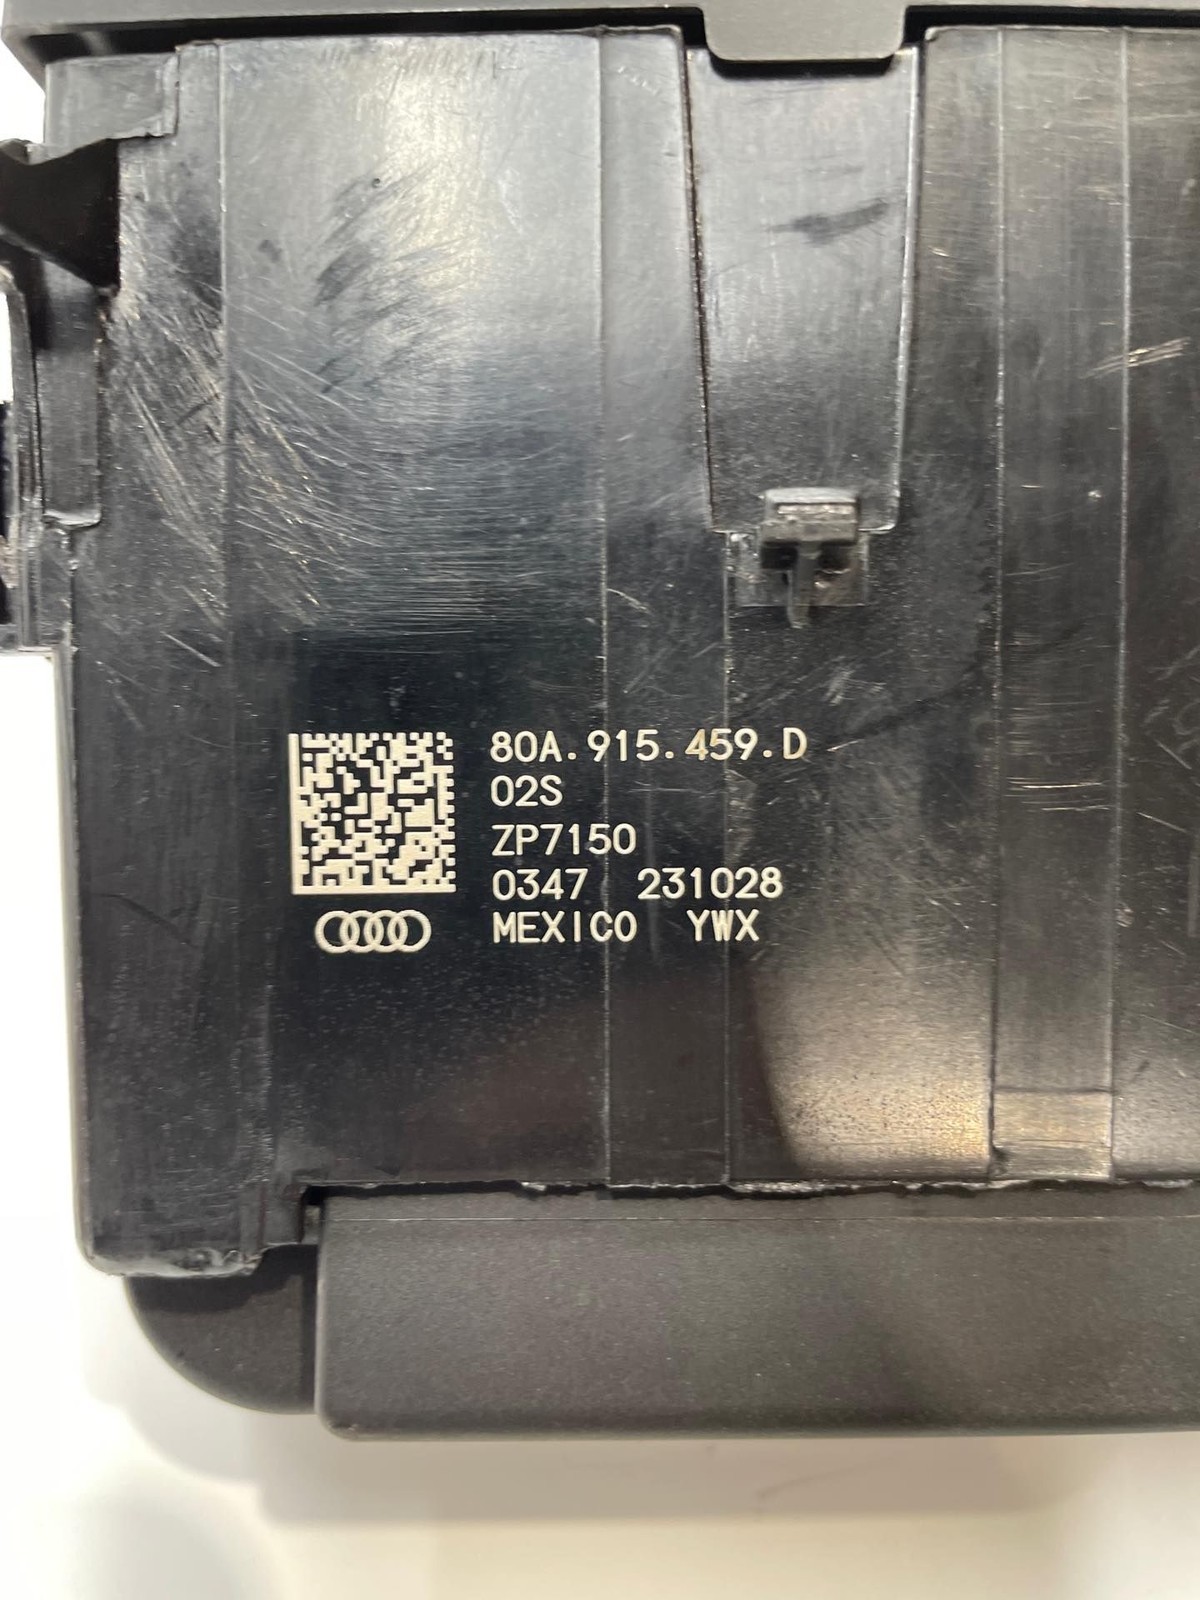 80A.915.459.D
02S
ZP7150
0347 231028
MEXICO YWX